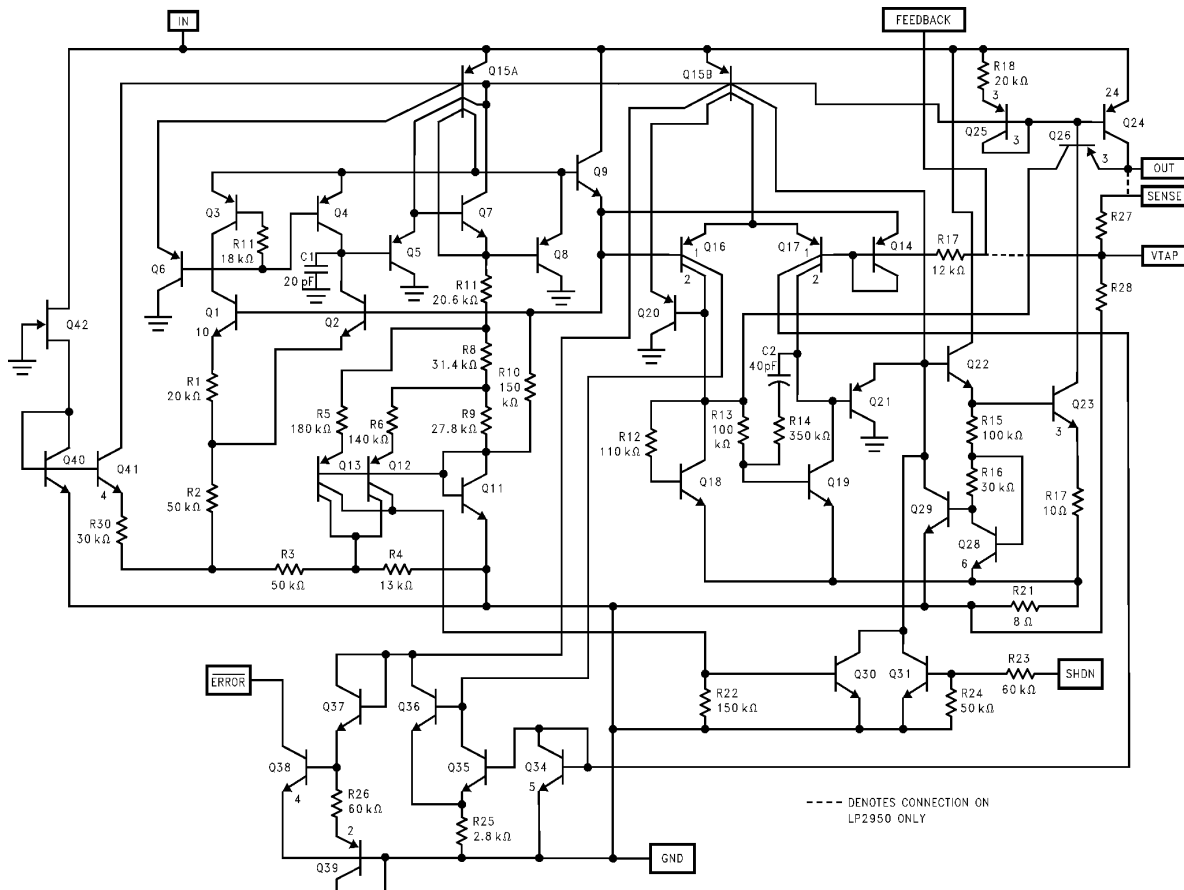 IN
FEEDBACK
Q15A
Q15B
R18
20 kΩ
3
Q25
3
Q26
3
24
Q24
OUT
SENSE
VTAP
R27
R28
Q3
R11
18 kΩ
Q4
C1
20 pF
Q5
Q7
Q8
Q9
Q6
Q1
10
Q2
R11
20.6 kΩ
Q16
1
2
Q17
1
2
Q14
R17
12 kΩ
Q20
Q42
R1
20 kΩ
R8
31.4 kΩ
R10
150
kΩ
R5
180 kΩ
R6
140 kΩ
R9
27.8 kΩ
C2
40pF
Q21
Q22
Q23
3
R12
110 kΩ
R13
100
kΩ
R14
350 kΩ
R15
100 kΩ
R16
30 kΩ
Q40
Q41
4
R30
30 kΩ
R2
50 kΩ
Q13
Q12
Q11
Q18
Q19
Q29
Q28
6
R17
10Ω
R3
50 kΩ
R4
13 kΩ
R21
8 Ω
ERROR
Q37
Q36
R22
150 kΩ
Q30
Q31
R24
50 kΩ
R23
60 kΩ
SHDN
Q38
4
R26
60 kΩ
Q35
Q34
5
R25
2.8 kΩ
2
Q39
GND
---- DENOTES CONNECTION ON
LP2950 ONLY